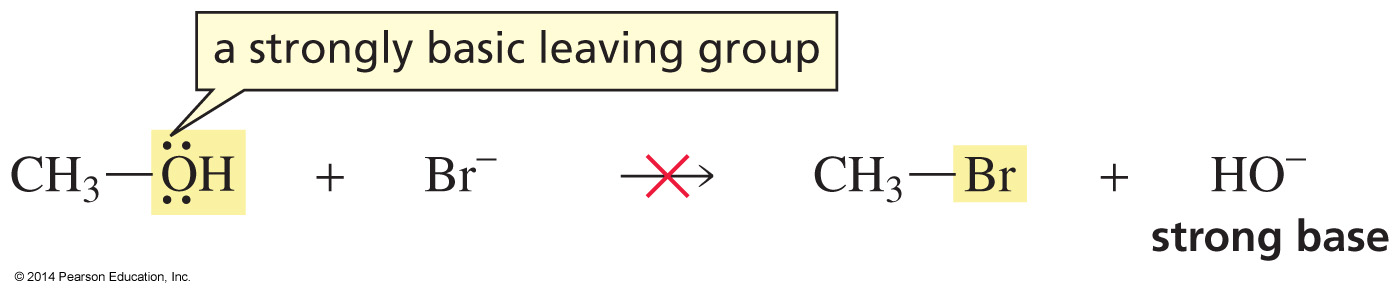 a strongly basic leaving group
CH₃—OH + Br⁻ → CH₃—Br + HO⁻
strong base
© 2014 Pearson Education, Inc.